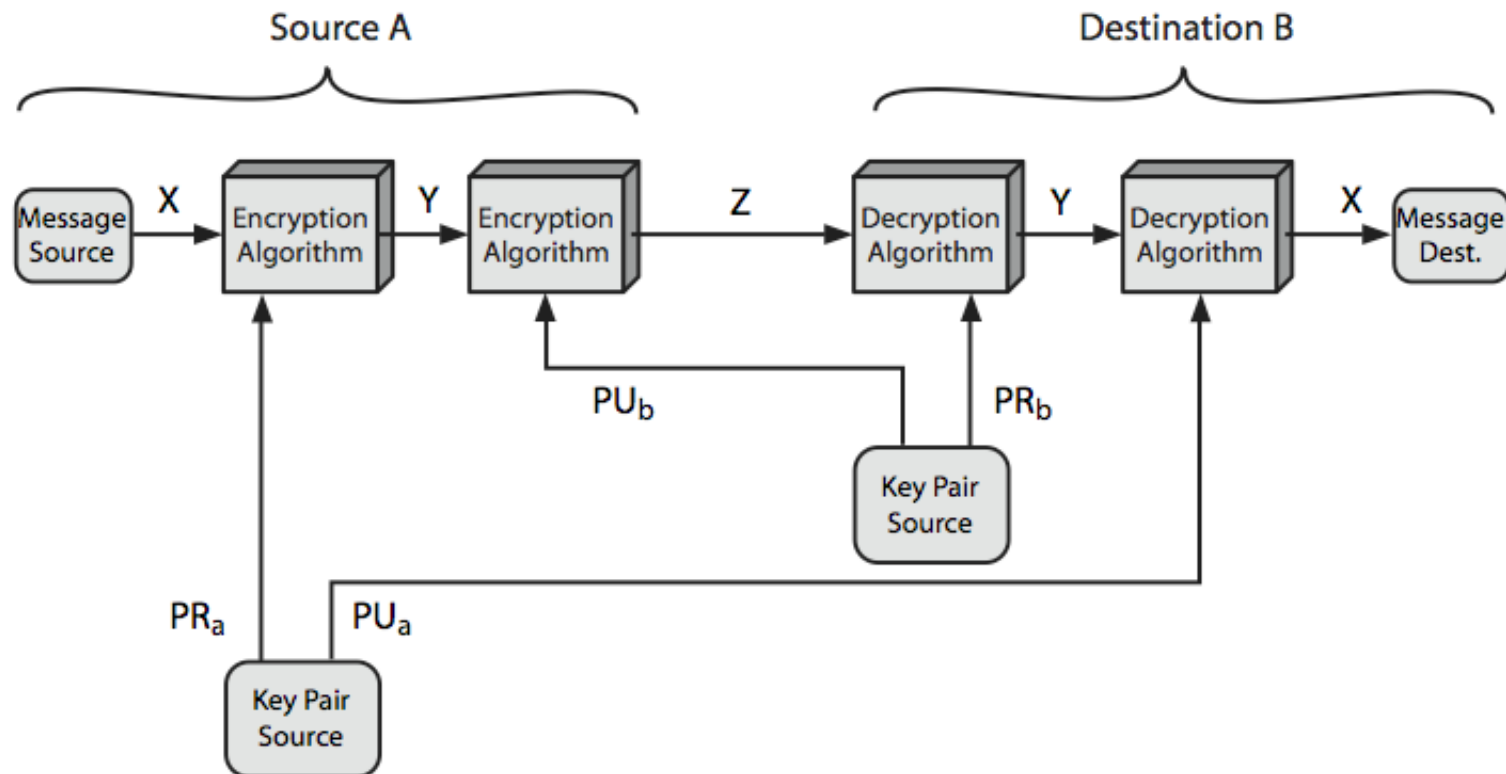 Source A
Destination B
Message
Source
X
Encryption
Algorithm
Y
Encryption
Algorithm
Z
Decryption
Algorithm
Y
Decryption
Algorithm
X
Message
Dest.
PUb
PRb
Key Pair
Source
PRa
PUa
Key Pair
Source